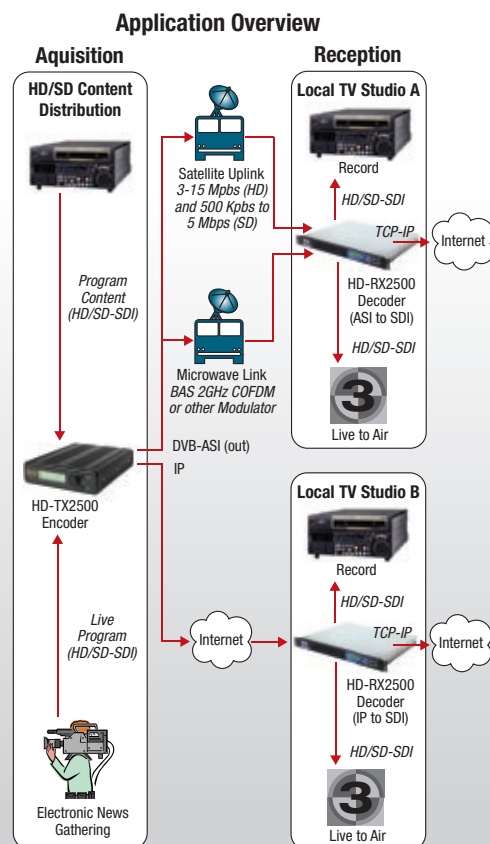 Application Overview
Aquisition
HD/SD Content
Distribution
Program
Content
(HD/SD-SDI)
HD-TX2500
Encoder
Live
Program
(HD/SD-SDI)
Electronic News
Gathering
Satellite Uplink
3-15 Mpbs (HD)
and 500 Kpbs to
5 Mbps (SD)
Microwave Link
BAS 2GHz COFDM
or other Modulator
DVB-ASI (out)
IP
Internet
Reception
Local TV Studio A
Record
HD/SD-SDI
TCP-IP
Internet
HD-RX2500
Decoder
(ASI to SDI)
HD/SD-SDI
3
Live to Air
Local TV Studio B
Record
HD/SD-SDI
TCP-IP
Internet
HD-RX2500
Decoder
(IP to SDI)
HD/SD-SDI
3
Live to Air